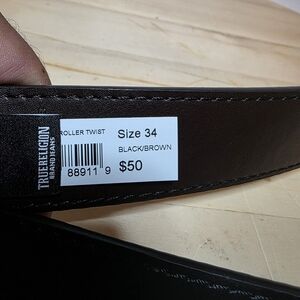 TRUE RELIGION
BRAND JEANS
ROLLER TWIST
Size 34
BLACK/BROWN
88911 9
$50